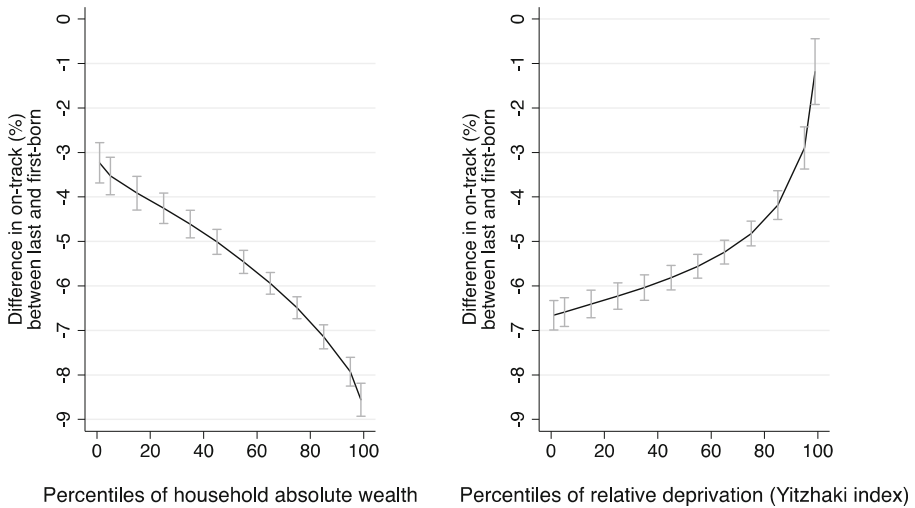 Difference in on-track (%)
between last and first-born
0
-1
-2
-3
-4
-5
-6
-7
-8
-9
0 20 40 60 80 100
Percentiles of household absolute wealth
Difference in on-track (%)
between last and first-born
0
-1
-2
-3
-4
-5
-6
-7
-8
-9
0 20 40 60 80 100
Percentiles of relative deprivation (Yitzhaki index)